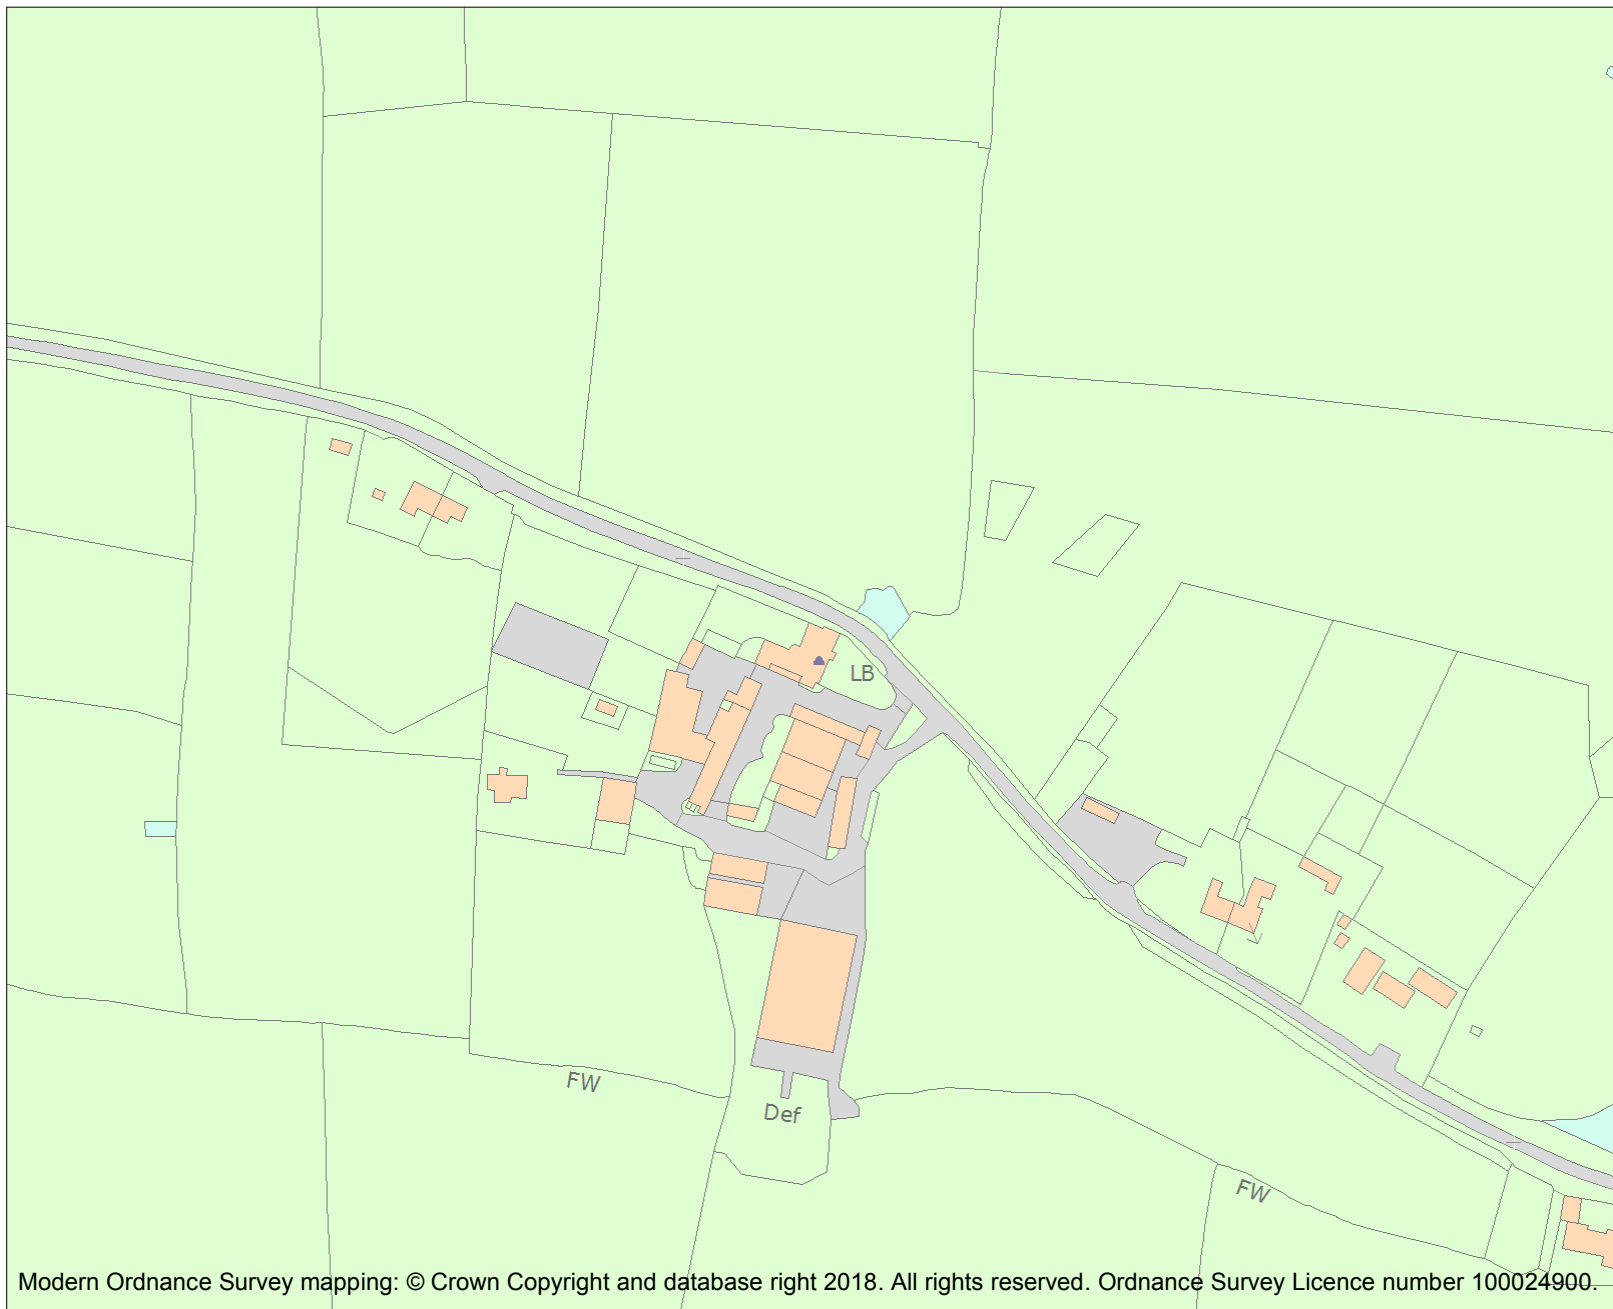 LB
FW
Def
FW
Modern Ordnance Survey mapping: © Crown Copyright and database right 2018. All rights reserved. Ordnance Survey Licence number 100024900.